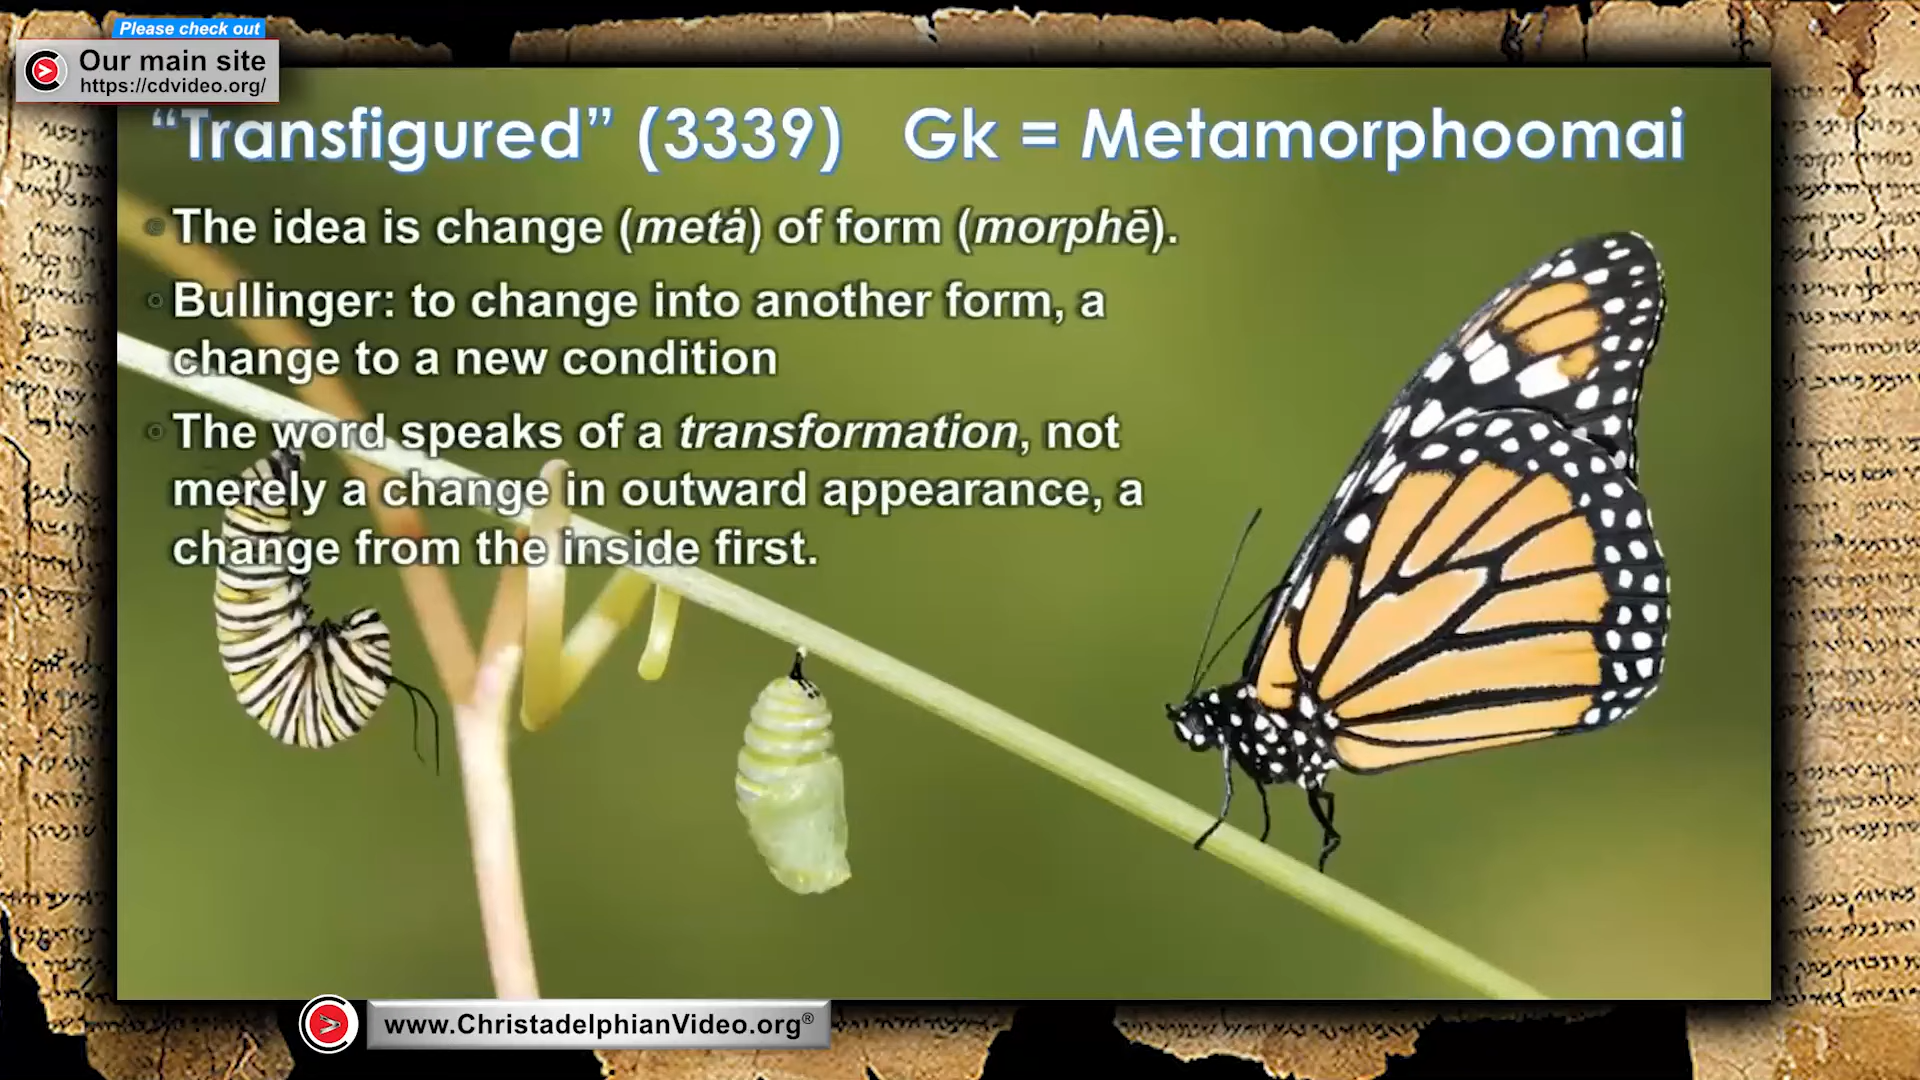 Please check out
Our main site
https://cdvideo.org/
“Transfigured” (3339) Gk = Metamorphoomai
The idea is change (metȧ) of form (morphē).
Bullinger: to change into another form, a
change to a new condition
The word speaks of a transformation, not
merely a change in outward appearance, a
change from the inside first.
www.ChristadelphianVideo.org®